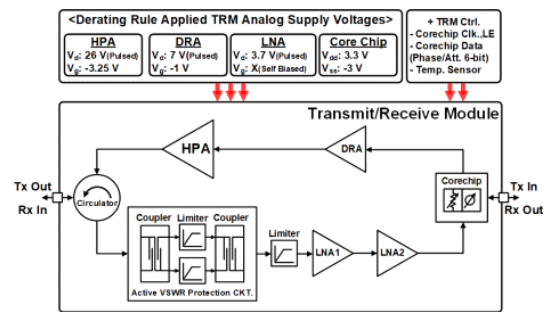 <Derating Rule Applied TRM Analog Supply Voltages>
HPA
Vd: 26 V(Pulsed)
Vg: -3.25 V
DRA
Vd: 7 V(Pulsed)
Vg: -1 V
LNA
Vd: 3.7 V(Pulsed)
Vg: X(Self Biased)
Core Chip
Vdd: 3.3 V
Vss: -3 V
+ TRM Ctrl.
- Corechip Clk.,LE
- Corechip Data
(Phase/Att. 6-bit)
- Temp. Sensor
Transmit/Receive Module
HPA
DRA
Tx Out
Rx In
Circulator
Corechip
Tx In
Rx Out
Coupler
Limiter
Coupler
Limiter
LNA1
LNA2
Active VSWR Protection CKT.